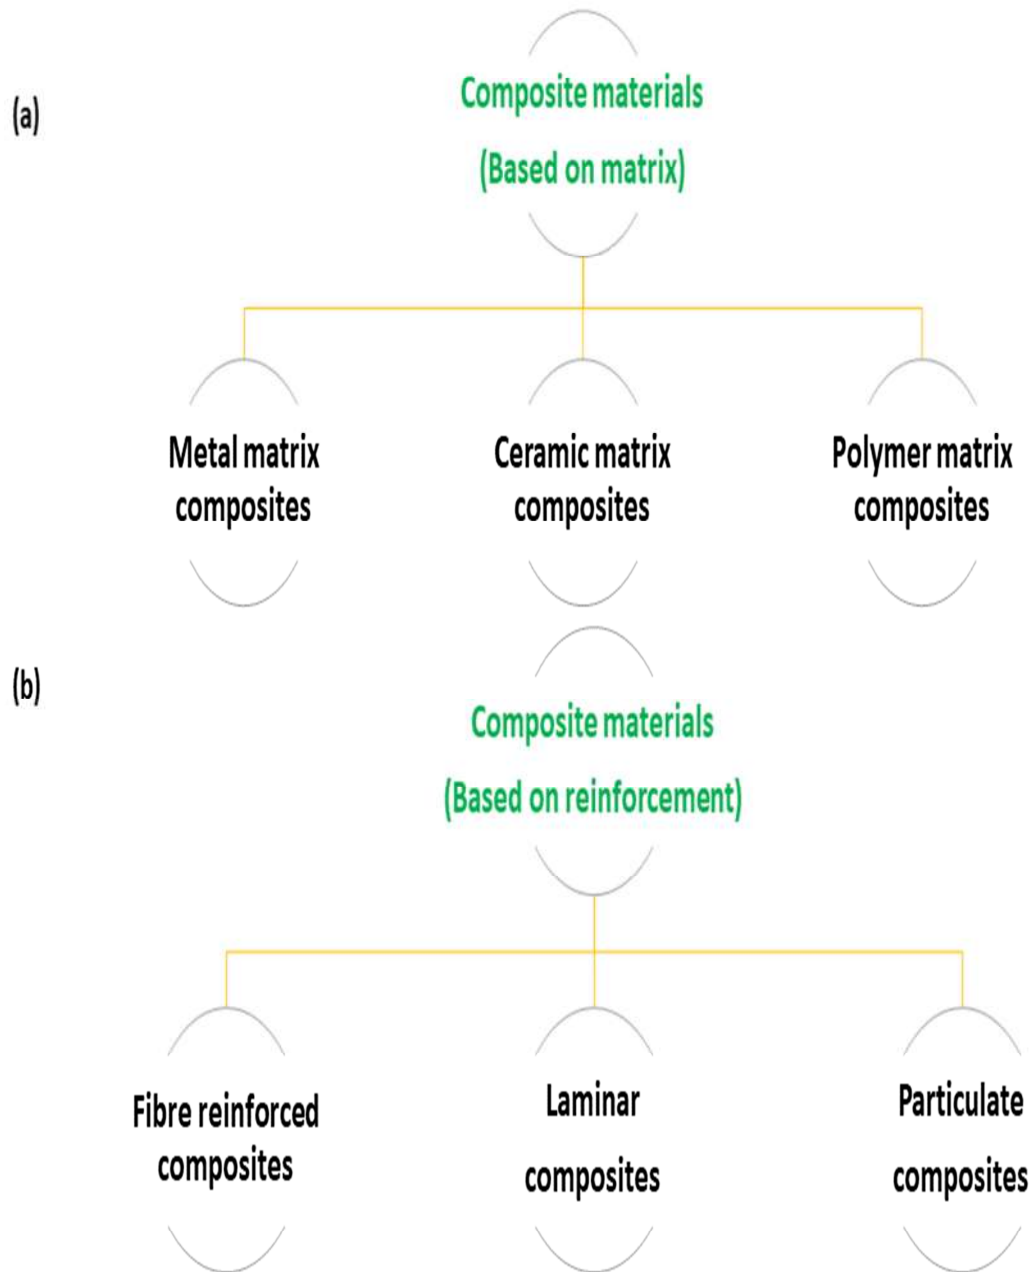 (a)
Composite materials
(Based on matrix)
Metal matrix
composites
Ceramic matrix
composites
Polymer matrix
composites
(b)
Composite materials
(Based on reinforcement)
Fibre reinforced
composites
Laminar
composites
Particulate
composites